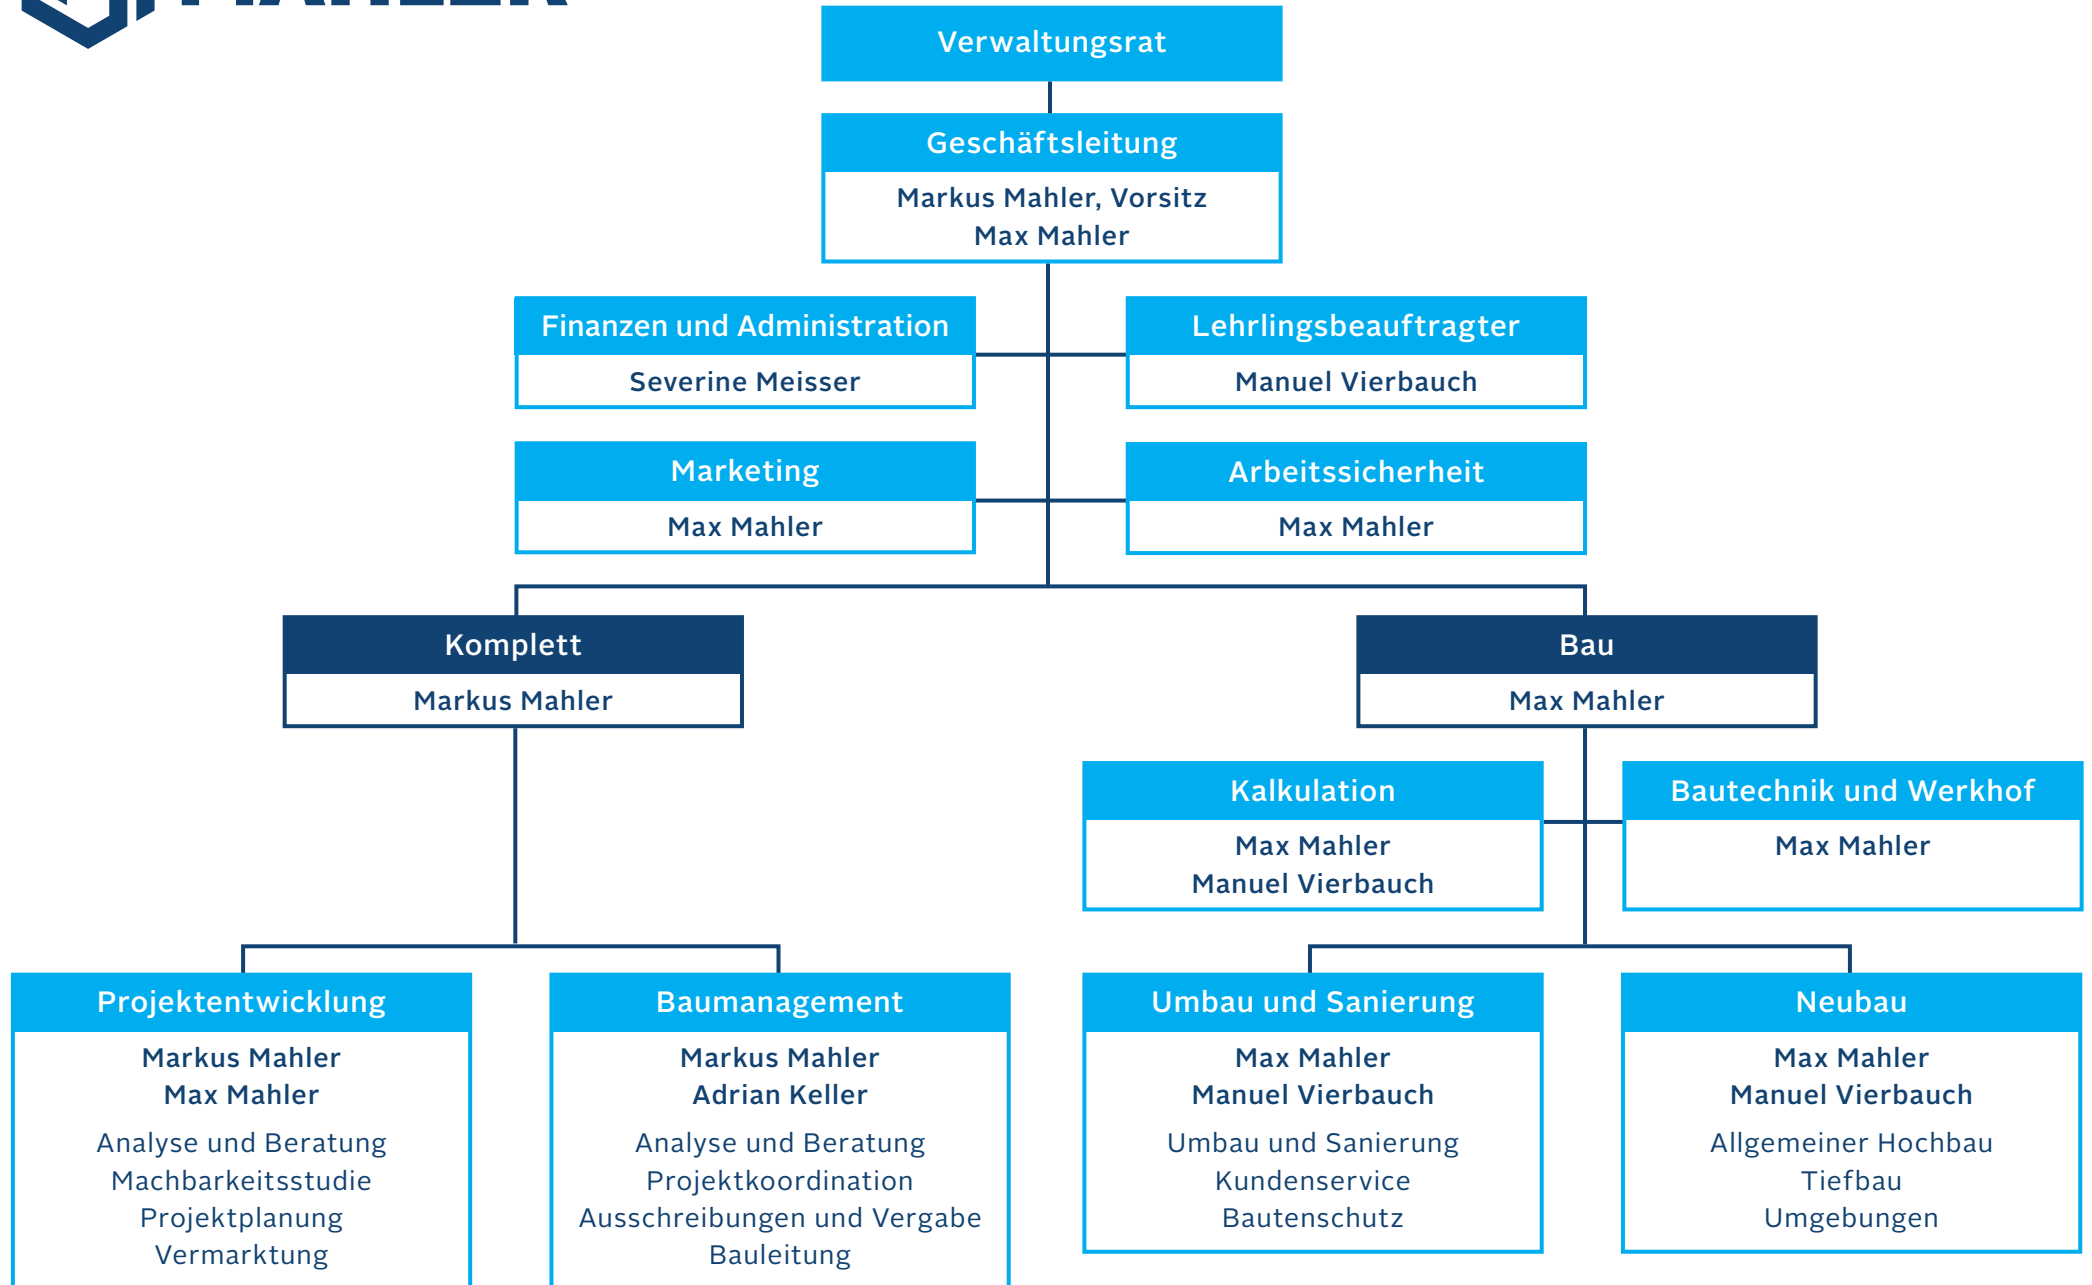 Verwaltungsrat
Geschäftsleitung
Markus Mahler, Vorsitz
Max Mahler
Finanzen und Administration
Severine Meisser
Lehrlingsbeauftragter
Manuel Vierbauch
Marketing
Max Mahler
Arbeitssicherheit
Max Mahler
Komplett
Markus Mahler
Bau
Max Mahler
Kalkulation
Max Mahler
Manuel Vierbauch
Bautechnik und Werkhof
Max Mahler
Projektentwicklung
Markus Mahler
Max Mahler
Analyse und Beratung
Machbarkeitsstudie
Projektplanung
Vermarktung
Baumanagement
Markus Mahler
Adrian Keller
Analyse und Beratung
Projektkoordination
Ausschreibungen und Vergabe
Bauleitung
Umbau und Sanierung
Max Mahler
Manuel Vierbauch
Umbau und Sanierung
Kundenservice
Bautenschutz
Neubau
Max Mahler
Manuel Vierbauch
Allgemeiner Hochbau
Tiefbau
Umgebungen